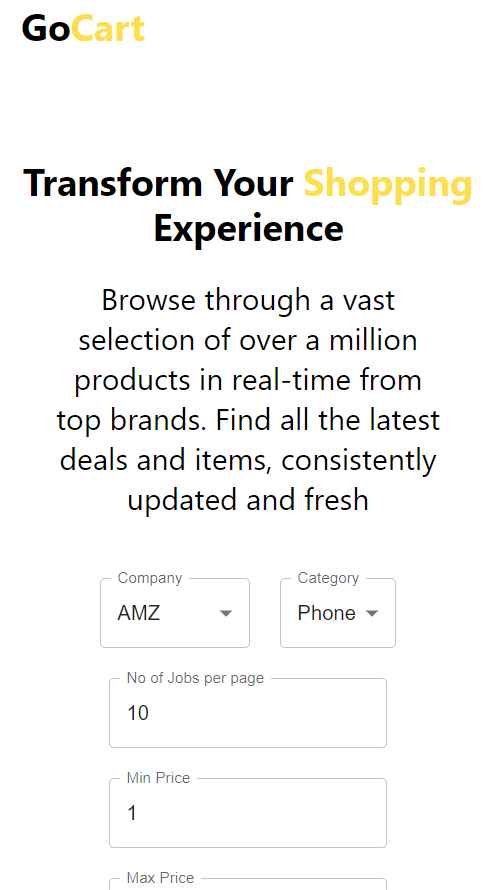 GoCart
Transform Your Shopping
Experience
Browse through a vast
selection of over a million
products in real-time from
top brands. Find all the latest
deals and items, consistently
updated and fresh
Company
Category
AMZ
Phone
No of Jobs per page
10
Min Price
1
Max Price